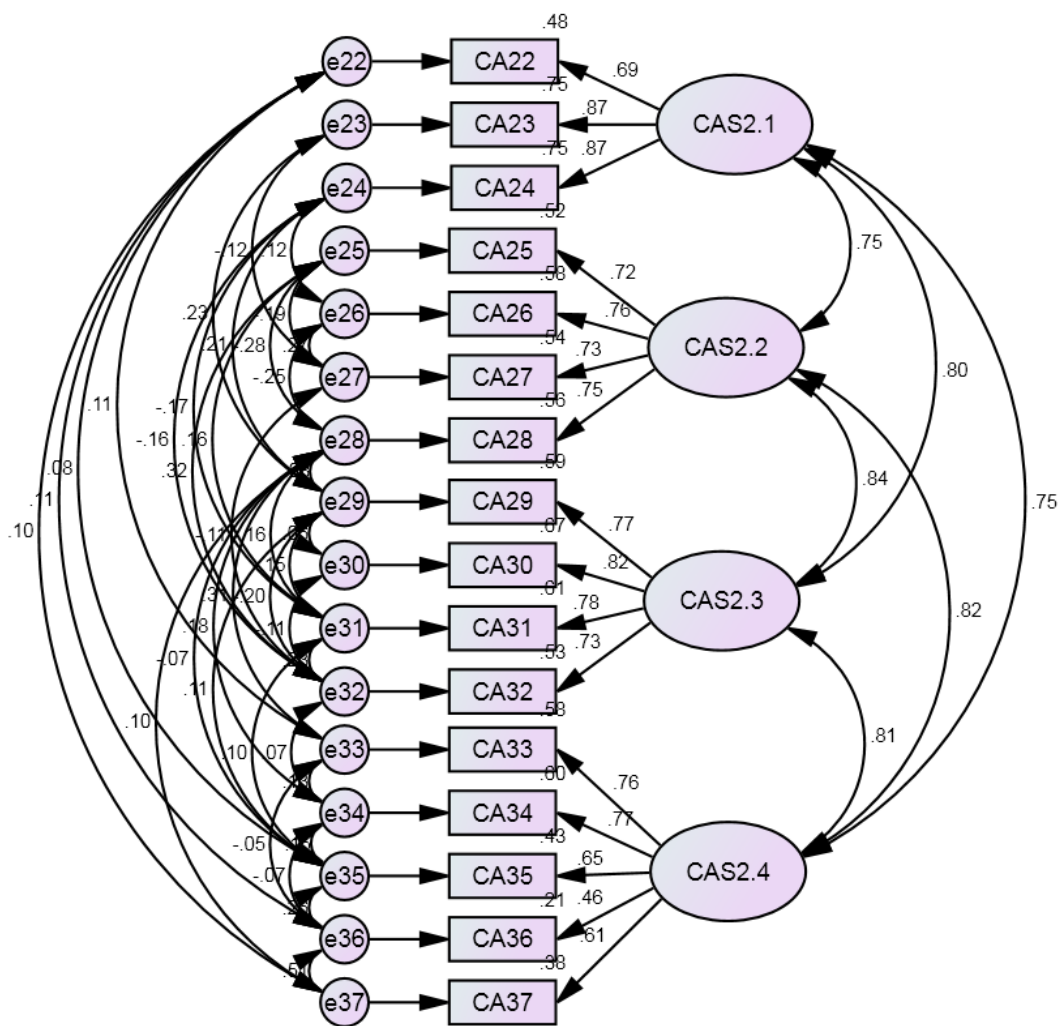 .48
e22 CA22 .69
.75
e23 CA23 .87 CAS2.1
.75 .87
e24 CA24
.52
-.12 .12 e25 CA25 .72 .75
.58
.23 e26 CA26 .76
.54
.21 -.28 CAS2.2
-.25 e27 CA27 .73
.56 .75 .80
.11 -.17 e28 CA28
-.16 .16 .59
.08 .32 e29 CA29 .77 .84
.11 .67 .75
.10 -.11 .16 e30 CA30 .82
.15 .61 CAS2.3
.20 e31 CA31 .78 .82
.18 -.11 .53 .73
-.07 .11 e32 CA32
.58
.10 .10 .07 e33 CA33 .76 .81
.60
-.05 e34 CA34 .77
-.07 .43
e35 CA35 .65 CAS2.4
.21 .46
e36 CA36 .61
.38
e37 CA37